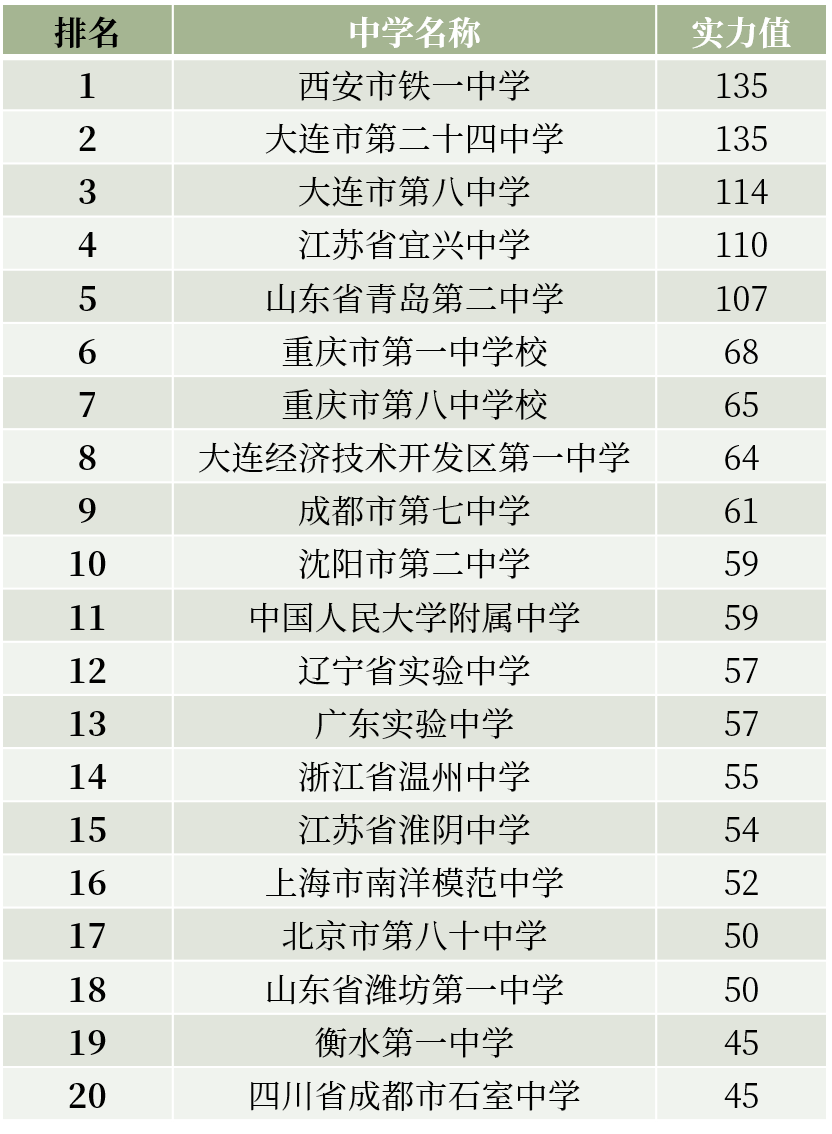 排名 中学名称 实力值
1 西安市铁一中学 135
2 大连市第二十四中学 135
3 大连市第八中学 114
4 江苏省宜兴中学 110
5 山东省青岛第二中学 107
6 重庆市第一中学校 68
7 重庆市第八中学校 65
8 大连经济技术开发区第一中学 64
9 成都市第七中学 61
10 沈阳市第二中学 59
11 中国人民大学附属中学 59
12 辽宁省实验中学 57
13 广东实验中学 57
14 浙江省温州中学 55
15 江苏省淮阴中学 54
16 上海市南洋模范中学 52
17 北京市第八十中学 50
18 山东省潍坊第一中学 50
19 衡水第一中学 45
20 四川省成都市石室中学 45